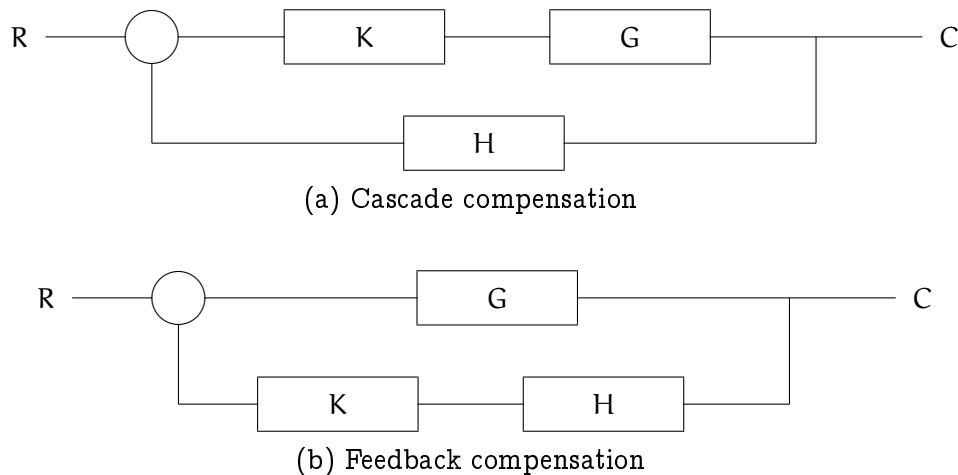 R K G C
H
(a) Cascade compensation
R G C
K H
(b) Feedback compensation